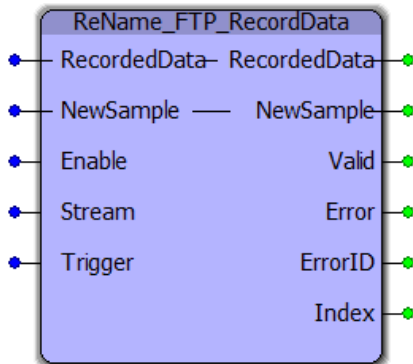 ReName_FTP_RecordData
RecordedData RecordedData
NewSample NewSample
Enable Valid
Stream Error
Trigger ErrorID
Index